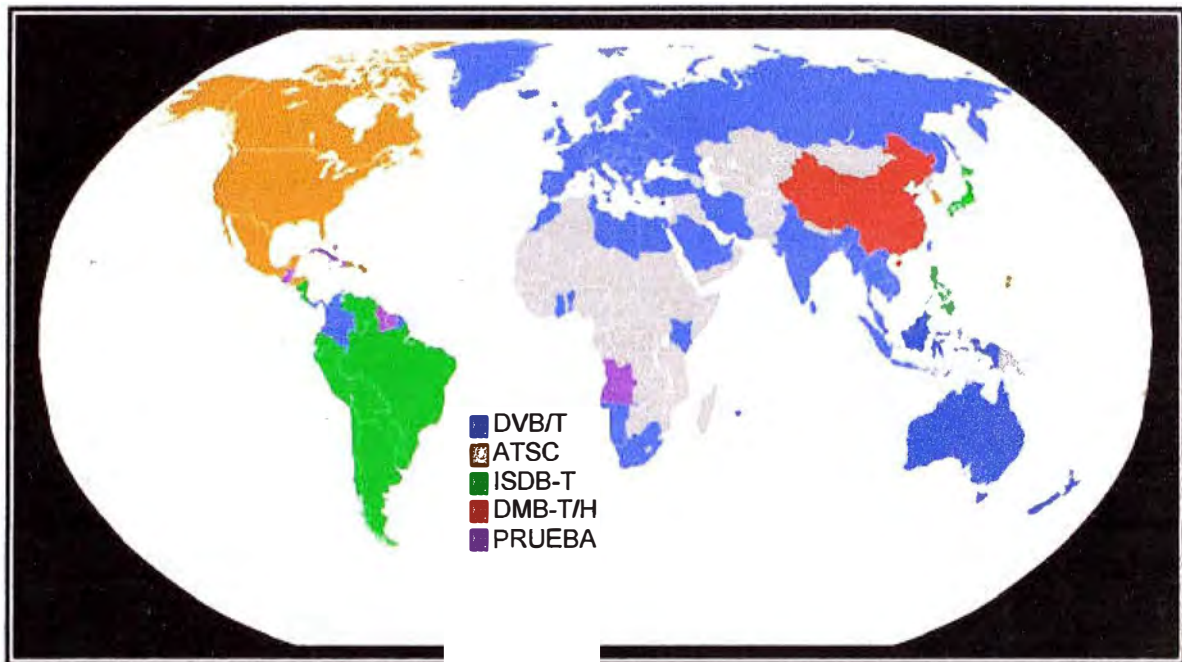 DVB/T
ATSC
ISDB-T
DMB-T/H
PRUEBA